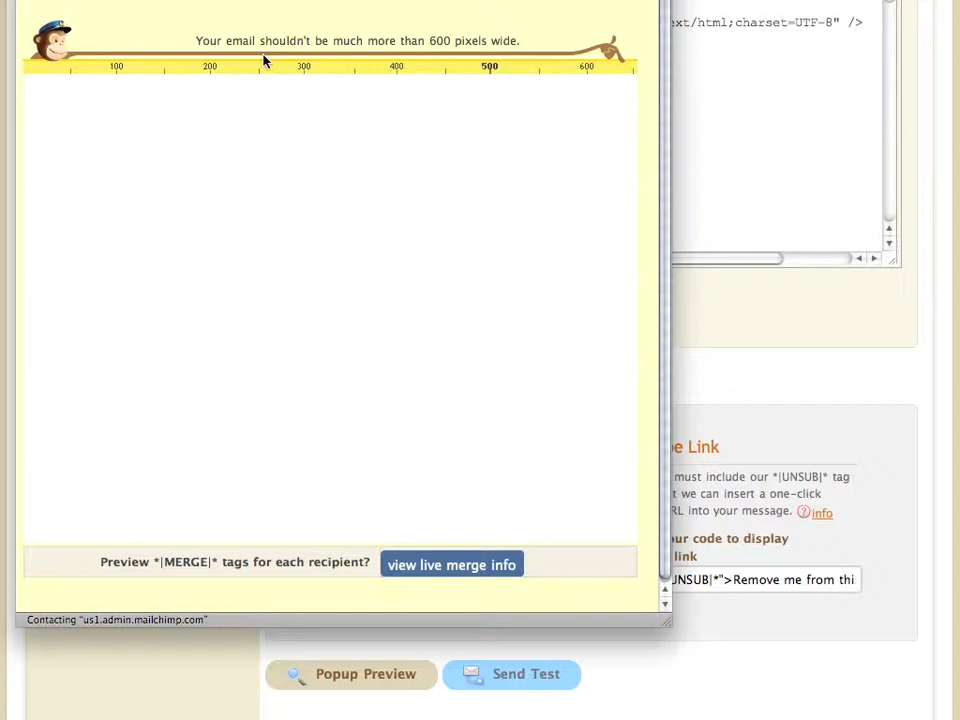 ext/html;charset=UTF-8" />
Your email shouldn't be much more than 600 pixels wide.
100 200 300 400 500 600
be Link
must include our *|UNSUB|* tag
t we can insert a one-click
RL into your message. ? info
Preview *|MERGE|* tags for each recipient? view live merge info
ur code to display
link
UNSUB|*">Remove me from thi
Contacting "us1.admin.mailchimp.com"
Popup Preview Send Test